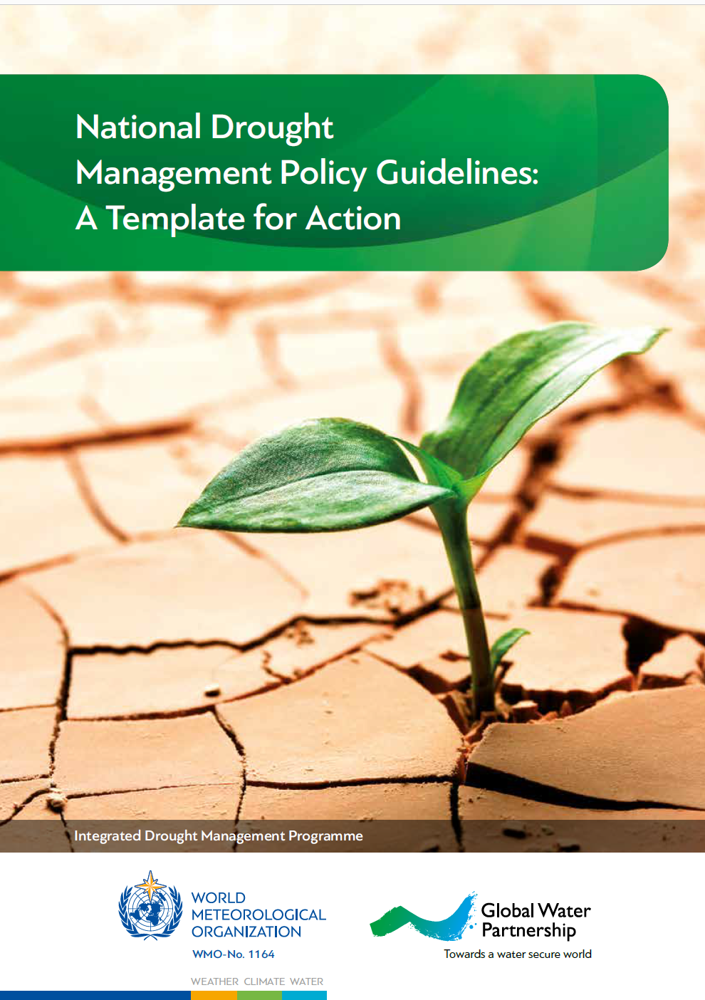 National Drought
Management Policy Guidelines:
A Template for Action
Integrated Drought Management Programme
WORLD
METEOROLOGICAL
ORGANIZATION
WMO-No. 1164
WEATHER CLIMATE WATER
Global Water
Partnership
Towards a water secure world